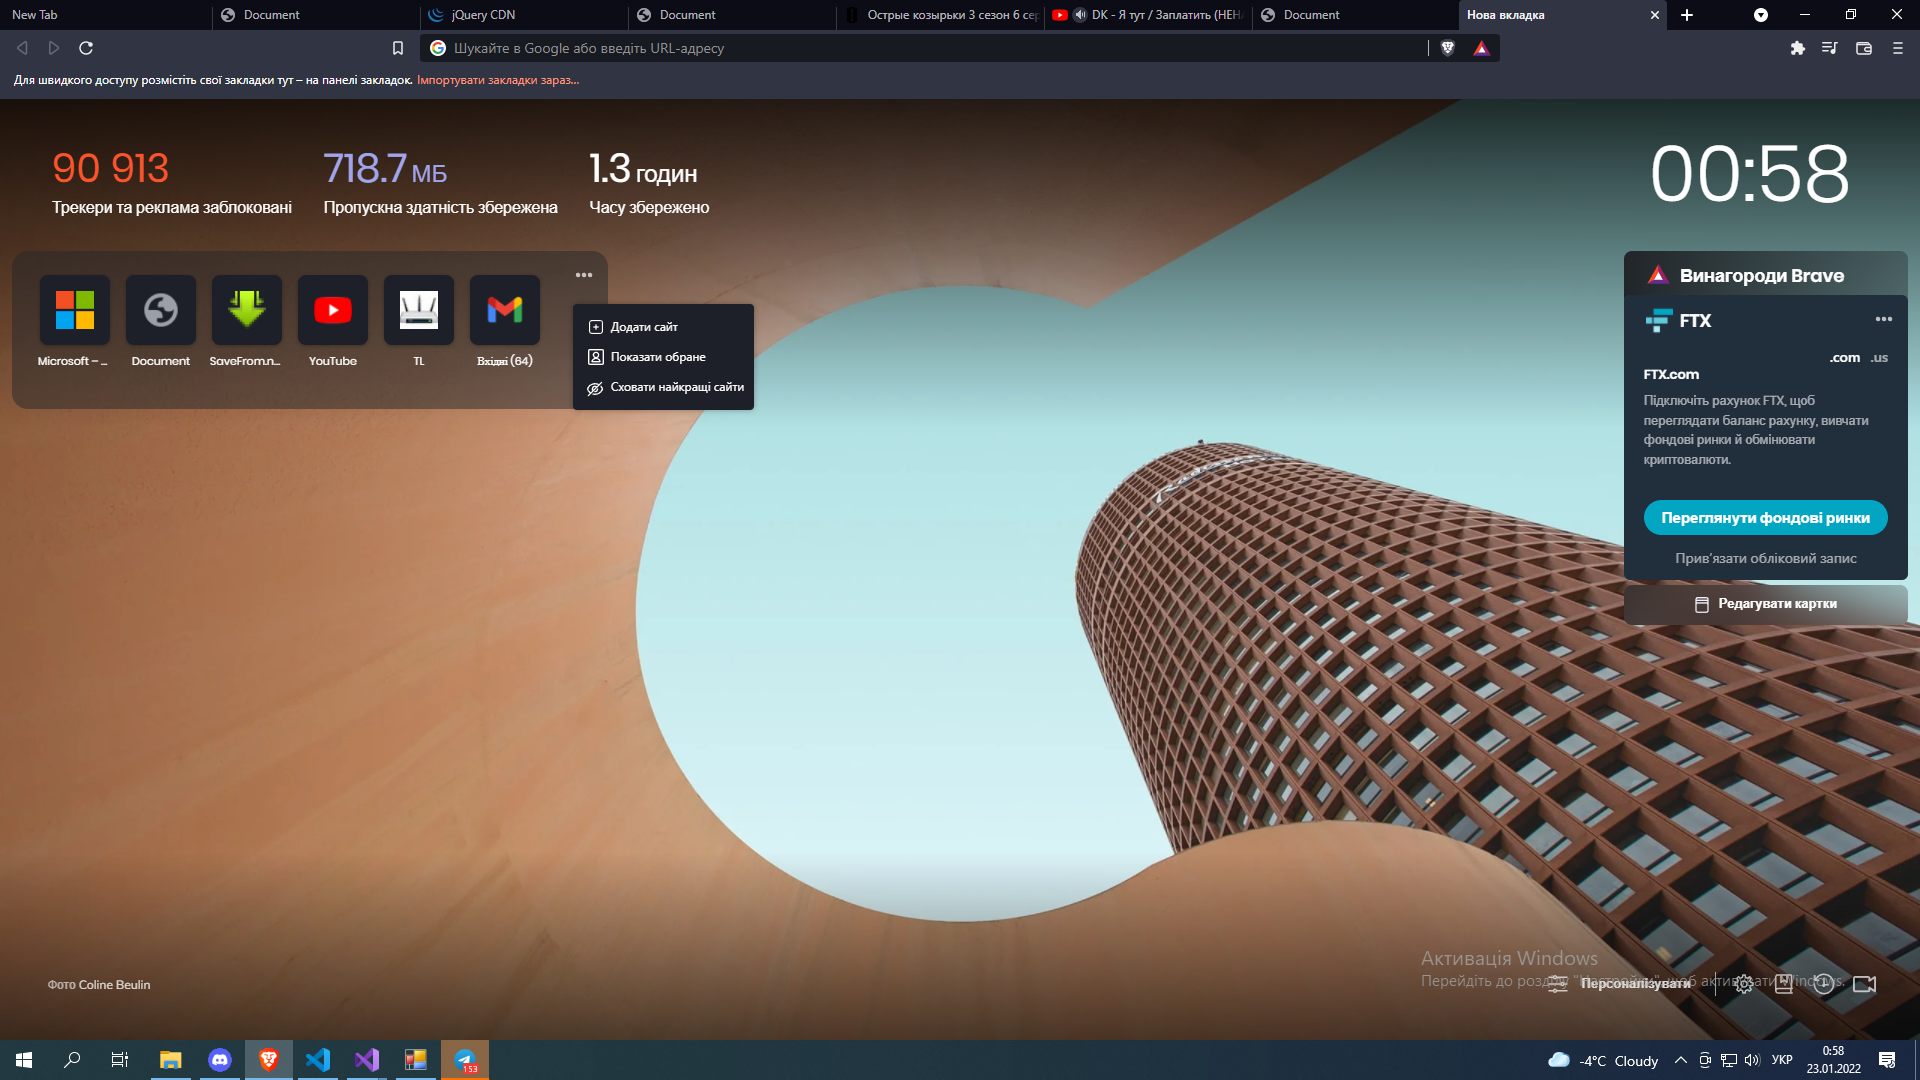 New Tab
Document
jQuery CDN
Document
Острые козырьки 3 сезон 6 сер
DK - Я тут / Заплатить (НЕНА
Document
Нова вкладка
Шукайте в Google або введіть URL-адресу
Для швидкого доступу розмістіть свої закладки тут – на панелі закладок. Імпортувати закладки зараз...
90 913
Трекери та реклама заблоковані
718.7 МБ
Пропускна здатність збережена
1.3 годин
Часу збережено
00:58
Microsoft – ...
Document
SaveFrom.n...
YouTube
TL
Вхідні (64)
Додати сайт
Показати обране
Сховати найкращі сайти
Винагороди Brave
FTX
.com .us
FTX.com
Підключіть рахунок FTX, щоб
переглядати баланс рахунку, вивчати
фондові ринки й обмінювати
криптовалюти.
Переглянути фондові ринки
Прив'язати обліковий запис
Редагувати картки
Активація Windows
Перейдіть до розділу "Настройки", щоб активувати Windows.
Персоналізувати
Фото Coline Beulin
153
-4°C Cloudy
УКР
0:58
23.01.2022